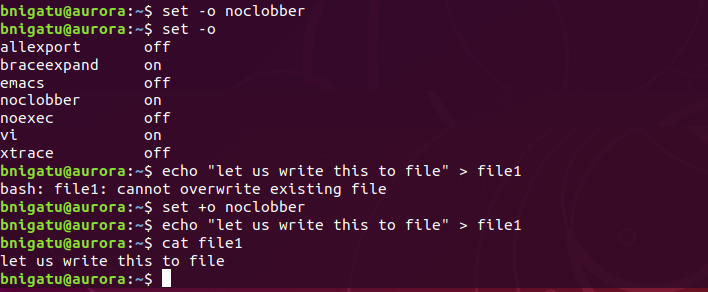 bnigatu@aurora:~$ set -o noclobber
bnigatu@aurora:~$ set -o
allexport       off
braceexpand     on
emacs           off
noclobber       on
noexec          off
vi              on
xtrace          off
bnigatu@aurora:~$ echo "let us write this to file" > file1
bash: file1: cannot overwrite existing file
bnigatu@aurora:~$ set +o noclobber
bnigatu@aurora:~$ echo "let us write this to file" > file1
bnigatu@aurora:~$ cat file1
let us write this to file
bnigatu@aurora:~$